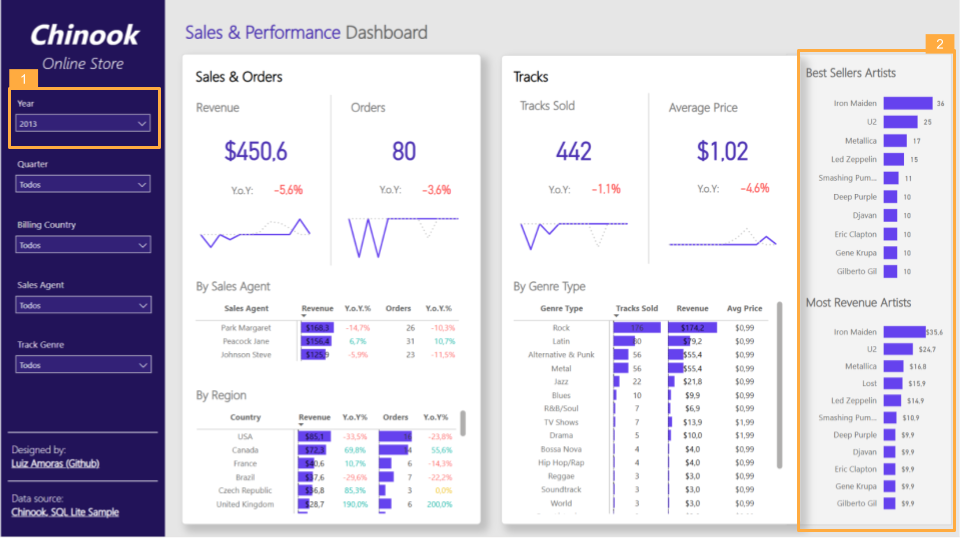 Chinook
Online Store
1
Year
2013
Quarter
Todos
Billing Country
Todos
Sales Agent
Todos
Track Genre
Todos
Designed by:
Luiz Amoras (Github)
Data source:
Chinook, SQL Lite Sample
Sales & Performance Dashboard
Sales & Orders
Revenue
Orders
$450,6
80
Y.o.Y: -5,6%
Y.o.Y: -3,6%
By Sales Agent
Sales Agent Revenue Y.o.Y.% Orders Y.o.Y.%
Park Margaret $168,3 -14,7% 26 -10,3%
Peacock Jane $156,4 6,7% 31 10,7%
Johnson Steve $125,9 -5,9% 23 -11,5%
By Region
Country Revenue Y.o.Y% Orders Y.o.Y%
USA $85,1 -33,5% 16 -23,8%
Canada $72,3 69,8% 14 55,6%
France $40,6 10,7% 6 -14,3%
Brazil $37,6 -29,6% 7 -22,2%
Czech Republic $36,8 85,3% 3 0,0%
United Kingdom $28,7 190,0% 6 200,0%
Tracks
Tracks Sold
Average Price
442
$1,02
Y.o.Y: -1,1%
Y.o.Y: -4,6%
By Genre Type
Genre Type Tracks Sold Revenue Avg Price
Rock 176 $174,2 $0,99
Latin 80 $79,2 $0,99
Alternative & Punk 56 $55,4 $0,99
Metal 56 $55,4 $0,99
Jazz 22 $21,8 $0,99
Blues 10 $9,9 $0,99
R&B/Soul 7 $6,9 $0,99
TV Shows 7 $13,9 $1,99
Drama 5 $10,0 $1,99
Bossa Nova 4 $4,0 $0,99
Hip Hop/Rap 4 $4,0 $0,99
Reggae 3 $3,0 $0,99
Soundtrack 3 $3,0 $0,99
World 3 $3,0 $0,99
2
Best Sellers Artists
Iron Maiden 36
U2 25
Metallica 17
Led Zeppelin 15
Smashing Pum... 11
Deep Purple 10
Djavan 10
Eric Clapton 10
Gene Krupa 10
Gilberto Gil 10
Most Revenue Artists
Iron Maiden $35,6
U2 $24,7
Metallica $16,8
Lost $15,9
Led Zeppelin $14,9
Smashing Pum... $10,9
Deep Purple $9,9
Djavan $9,9
Eric Clapton $9,9
Gene Krupa $9,9
Gilberto Gil $9,9